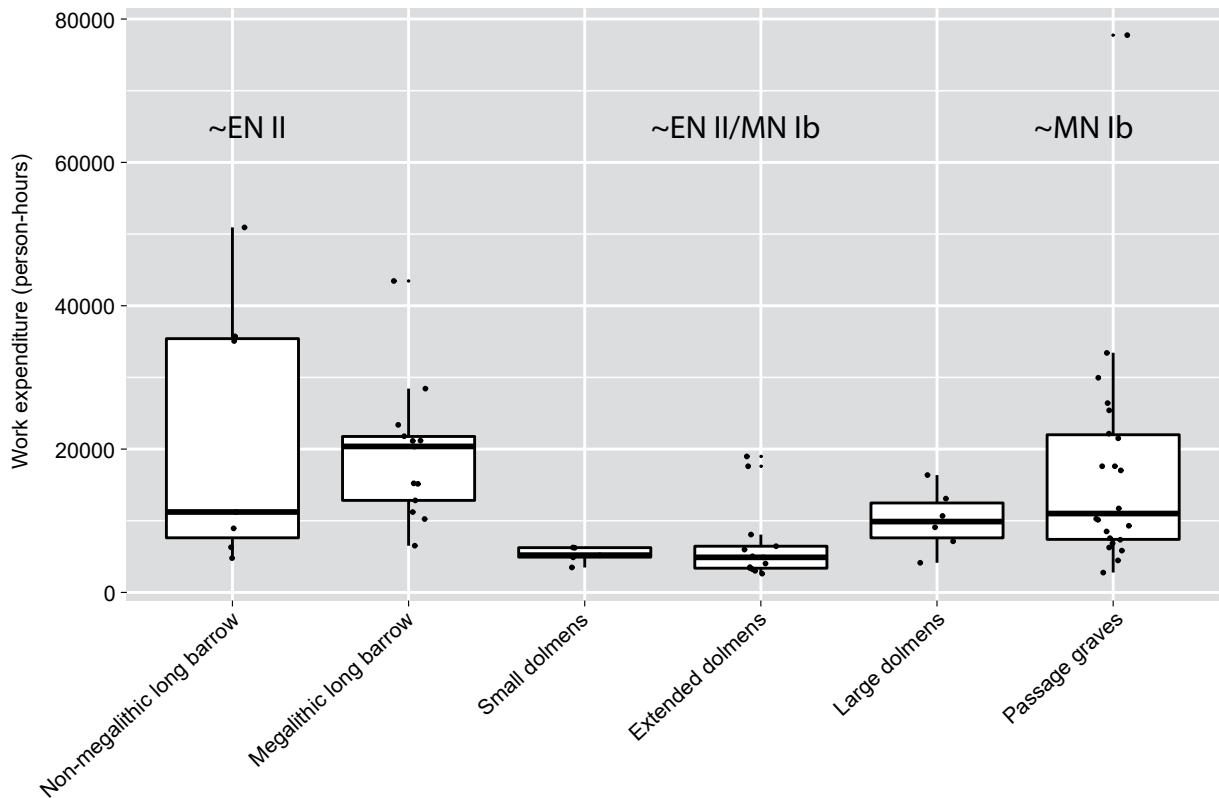 80000
~EN II
~EN II/MN Ib
~MN Ib
60000
Work expenditure (person-hours)
40000
20000
0
Non-megalithic long barrow
Megalithic long barrow
Small dolmens
Extended dolmens
Large dolmens
Passage graves